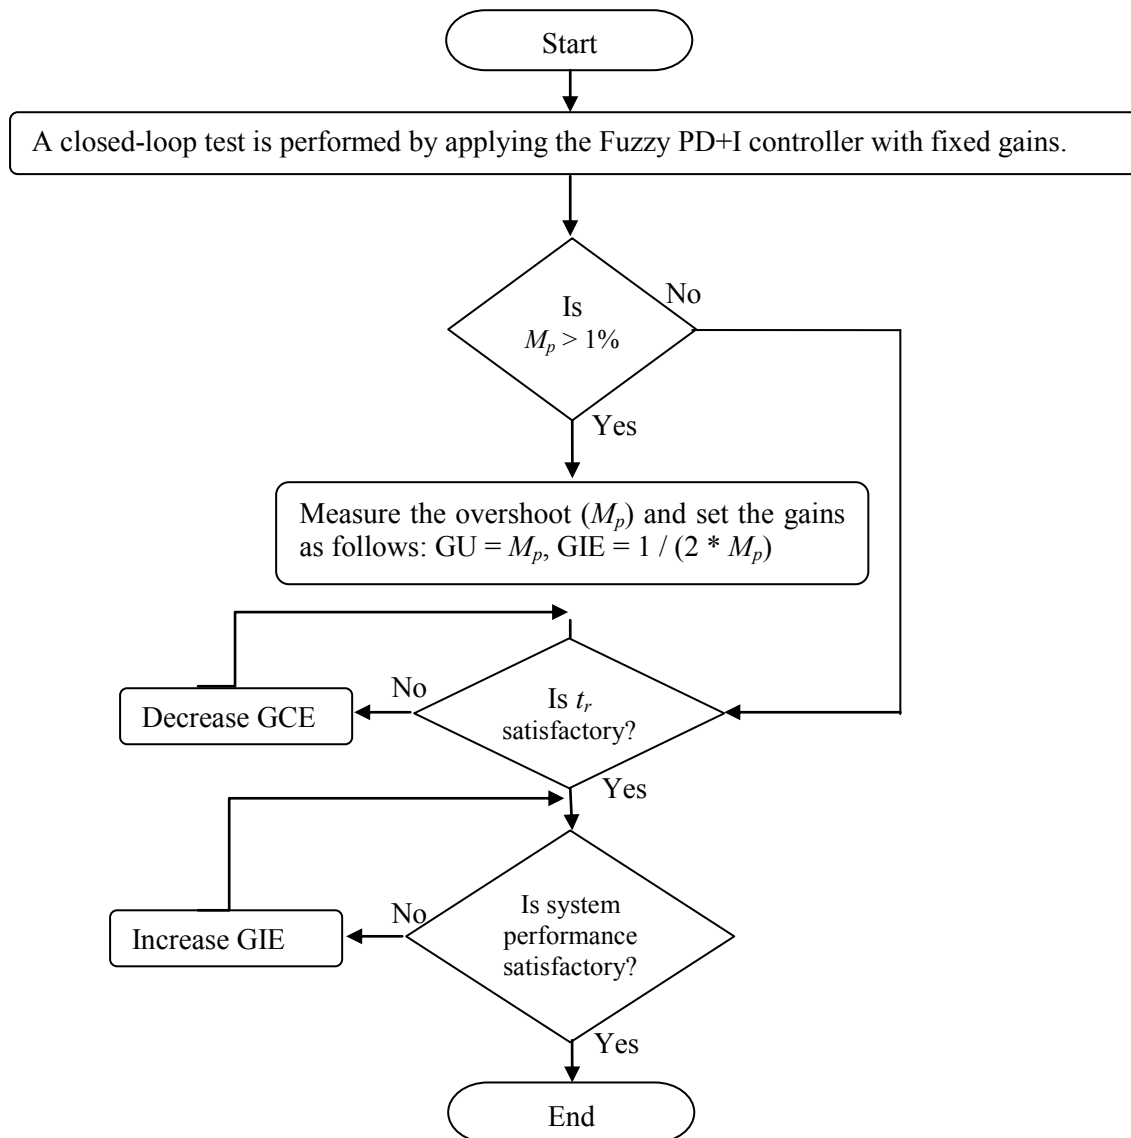 Start
A closed-loop test is performed by applying the Fuzzy PD+I controller with fixed gains.
No
Is
Mp > 1%
Yes
Measure the overshoot (Mp) and set the gains
as follows: GU = Mp, GIE = 1 / (2 * Mp)
No
Decrease GCE
Is tr
satisfactory?
Yes
No
Increase GIE
Is system
performance
satisfactory?
Yes
End